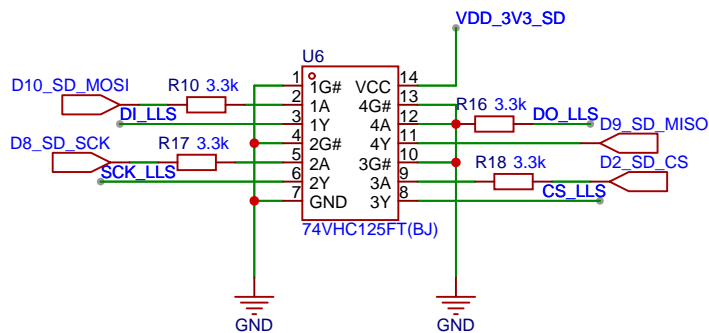 VDD_3V3_SD
U6
D10_SD_MOSI
R10 3.3k
DI_LLS
D8_SD_SCK
R17 3.3k
SCK_LLS
1 1G# VCC 14
2 1A 4G# 13
3 1Y 4A 12
4 2G# 4Y 11
5 2A 3G# 10
6 2Y 3A 9
7 GND 3Y 8
74VHC125FT(BJ)
R16 3.3k
DO_LLS
D9_SD_MISO
R18 3.3k
D2_SD_CS
CS_LLS
GND
GND